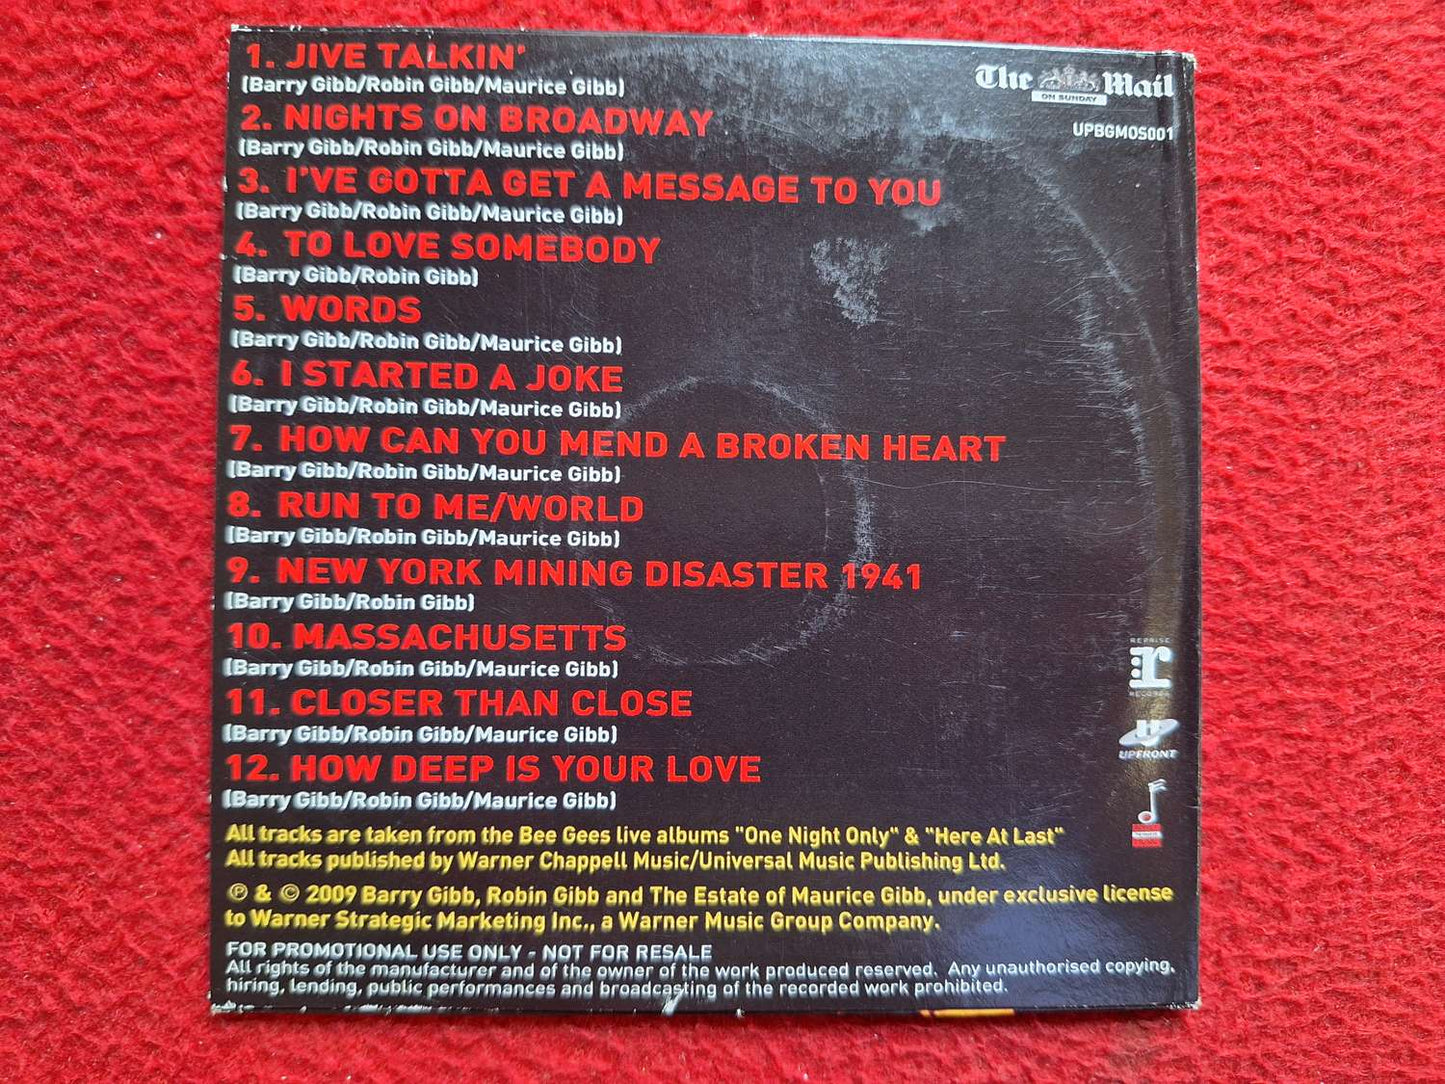 1. JIVE TALKIN'
(Barry Gibb/Robin Gibb/Maurice Gibb)
2. NIGHTS ON BROADWAY
(Barry Gibb/Robin Gibb/Maurice Gibb)
3. I'VE GOTTA GET A MESSAGE TO YOU
(Barry Gibb/Robin Gibb/Maurice Gibb)
4. TO LOVE SOMEBODY
(Barry Gibb/Robin Gibb)
5. WORDS
(Barry Gibb/Robin Gibb/Maurice Gibb)
6. I STARTED A JOKE
(Barry Gibb/Robin Gibb/Maurice Gibb)
7. HOW CAN YOU MEND A BROKEN HEART
(Barry Gibb/Robin Gibb/Maurice Gibb)
8. RUN TO ME/WORLD
(Barry Gibb/Robin Gibb/Maurice Gibb)
9. NEW YORK MINING DISASTER 1941
(Barry Gibb/Robin Gibb)
10. MASSACHUSETTS
(Barry Gibb/Robin Gibb/Maurice Gibb)
11. CLOSER THAN CLOSE
(Barry Gibb/Robin Gibb/Maurice Gibb)
12. HOW DEEP IS YOUR LOVE
(Barry Gibb/Robin Gibb/Maurice Gibb)
The Mail
ON SUNDAY
UPBGMOS001
REPRISE
r
RECORDS
UPFRONT
All tracks are taken from the Bee Gees live albums "One Night Only" & "Here At Last"
All tracks published by Warner Chappell Music/Universal Music Publishing Ltd.
℗ & © 2009 Barry Gibb, Robin Gibb and The Estate of Maurice Gibb, under exclusive license
to Warner Strategic Marketing Inc., a Warner Music Group Company.
FOR PROMOTIONAL USE ONLY - NOT FOR RESALE
All rights of the manufacturer and of the owner of the work produced reserved. Any unauthorised copying,
hiring, lending, public performances and broadcasting of the recorded work prohibited.